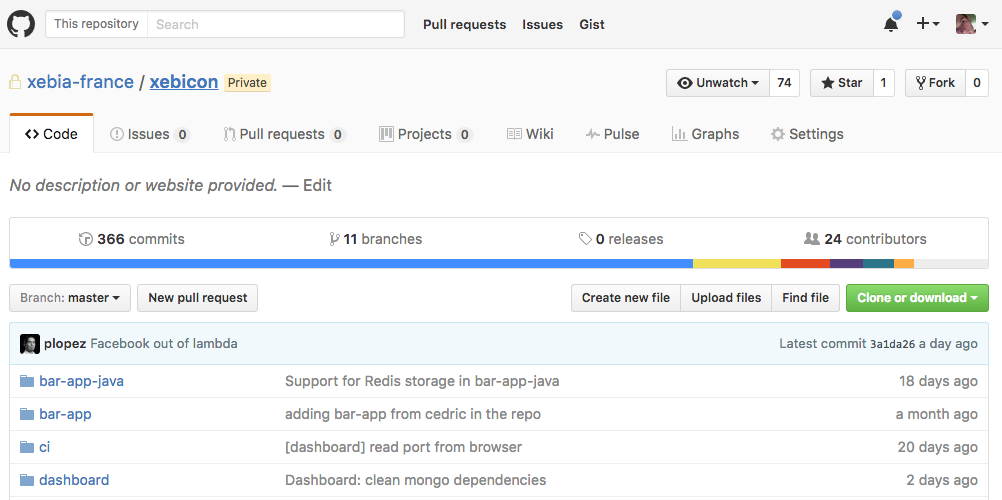 This repository Search Pull requests Issues Gist
xebia-france / xebicon Private Unwatch 74 Star 1 Fork 0
Code Issues 0 Pull requests 0 Projects 0 Wiki Pulse Graphs Settings
No description or website provided. — Edit
366 commits 11 branches 0 releases 24 contributors
Branch: master New pull request Create new file Upload files Find file Clone or download
plopez Facebook out of lambda Latest commit 3a1da26 a day ago
bar-app-java Support for Redis storage in bar-app-java 18 days ago
bar-app adding bar-app from cedric in the repo a month ago
ci [dashboard] read port from browser 20 days ago
dashboard Dashboard: clean mongo dependencies 2 days ago